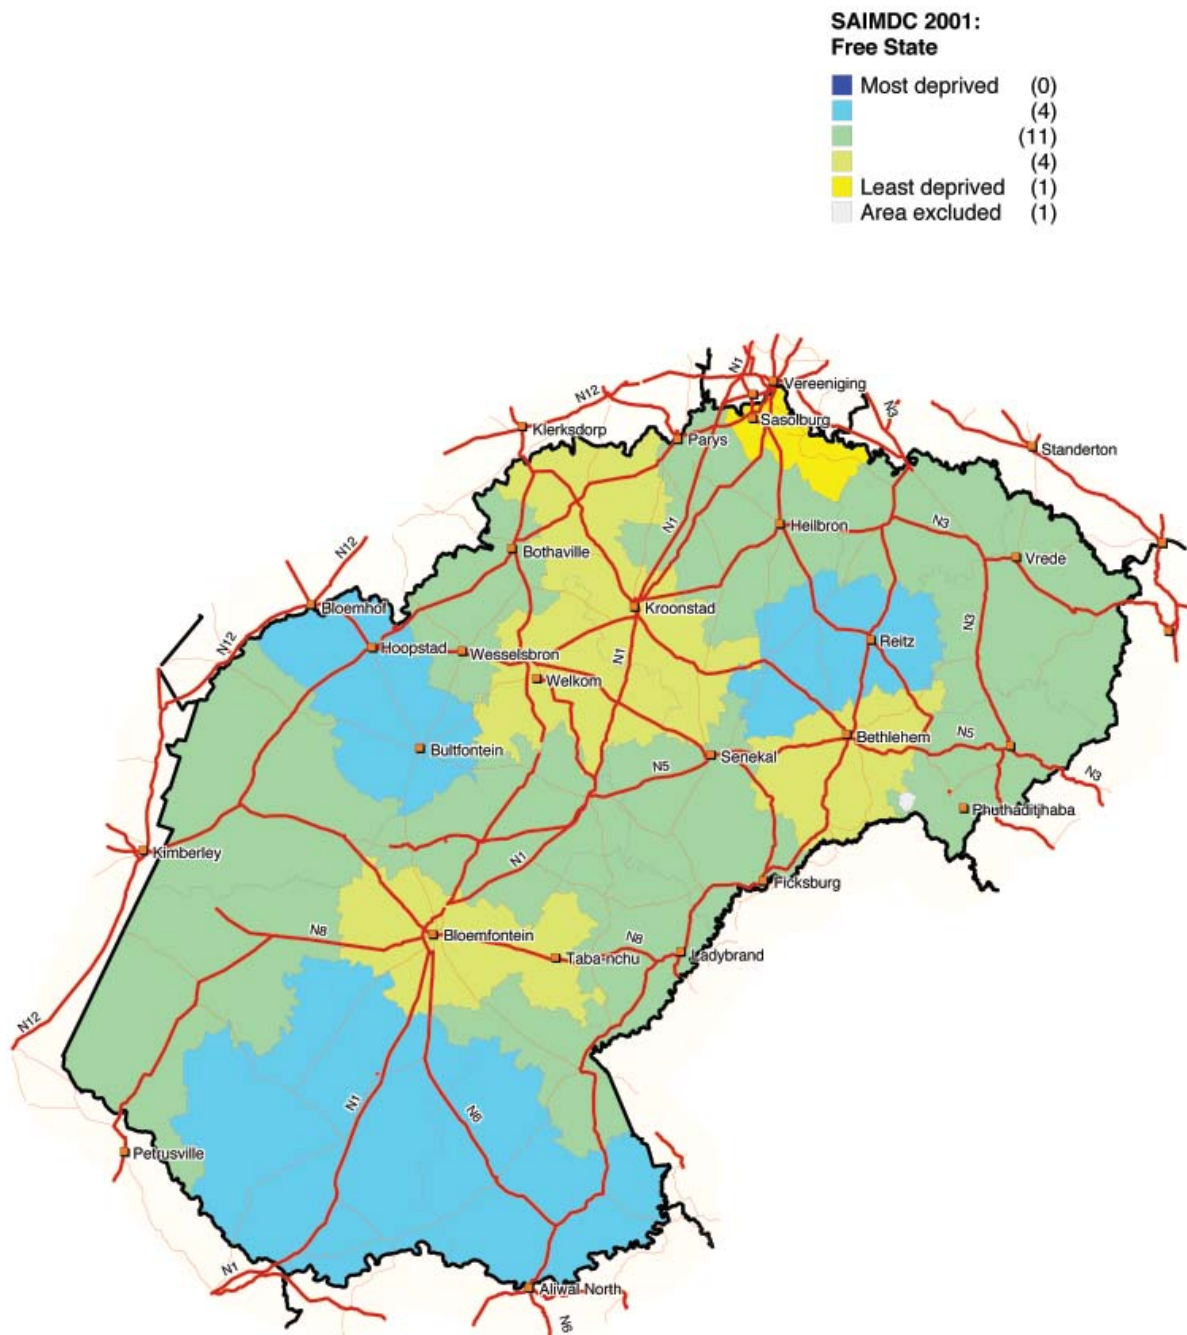 SAIMDC 2001:
Free State
Most deprived (0)
(4)
(11)
(4)
Least deprived (1)
Area excluded (1)
N1
Vereeniging
N12
N3
Sasolburg
Klerksdorp
Parys
Standerton
N1
N3
Heilbron
N12
Bothaville
Vrede
Bloemhof
Kroonstad
N3
N12
Hoopstad
Wesselsbron
N1
Reitz
Welkom
Bethlehem
N5
Bultfontein
Senekal
N5
N3
Phuthaditjhaba
Kimberley
N1
Ficksburg
N8
Bloemfontein
N8
Taba nchu
Ladybrand
N12
N1
N6
Petrusville
N1
Aliwal North
N6